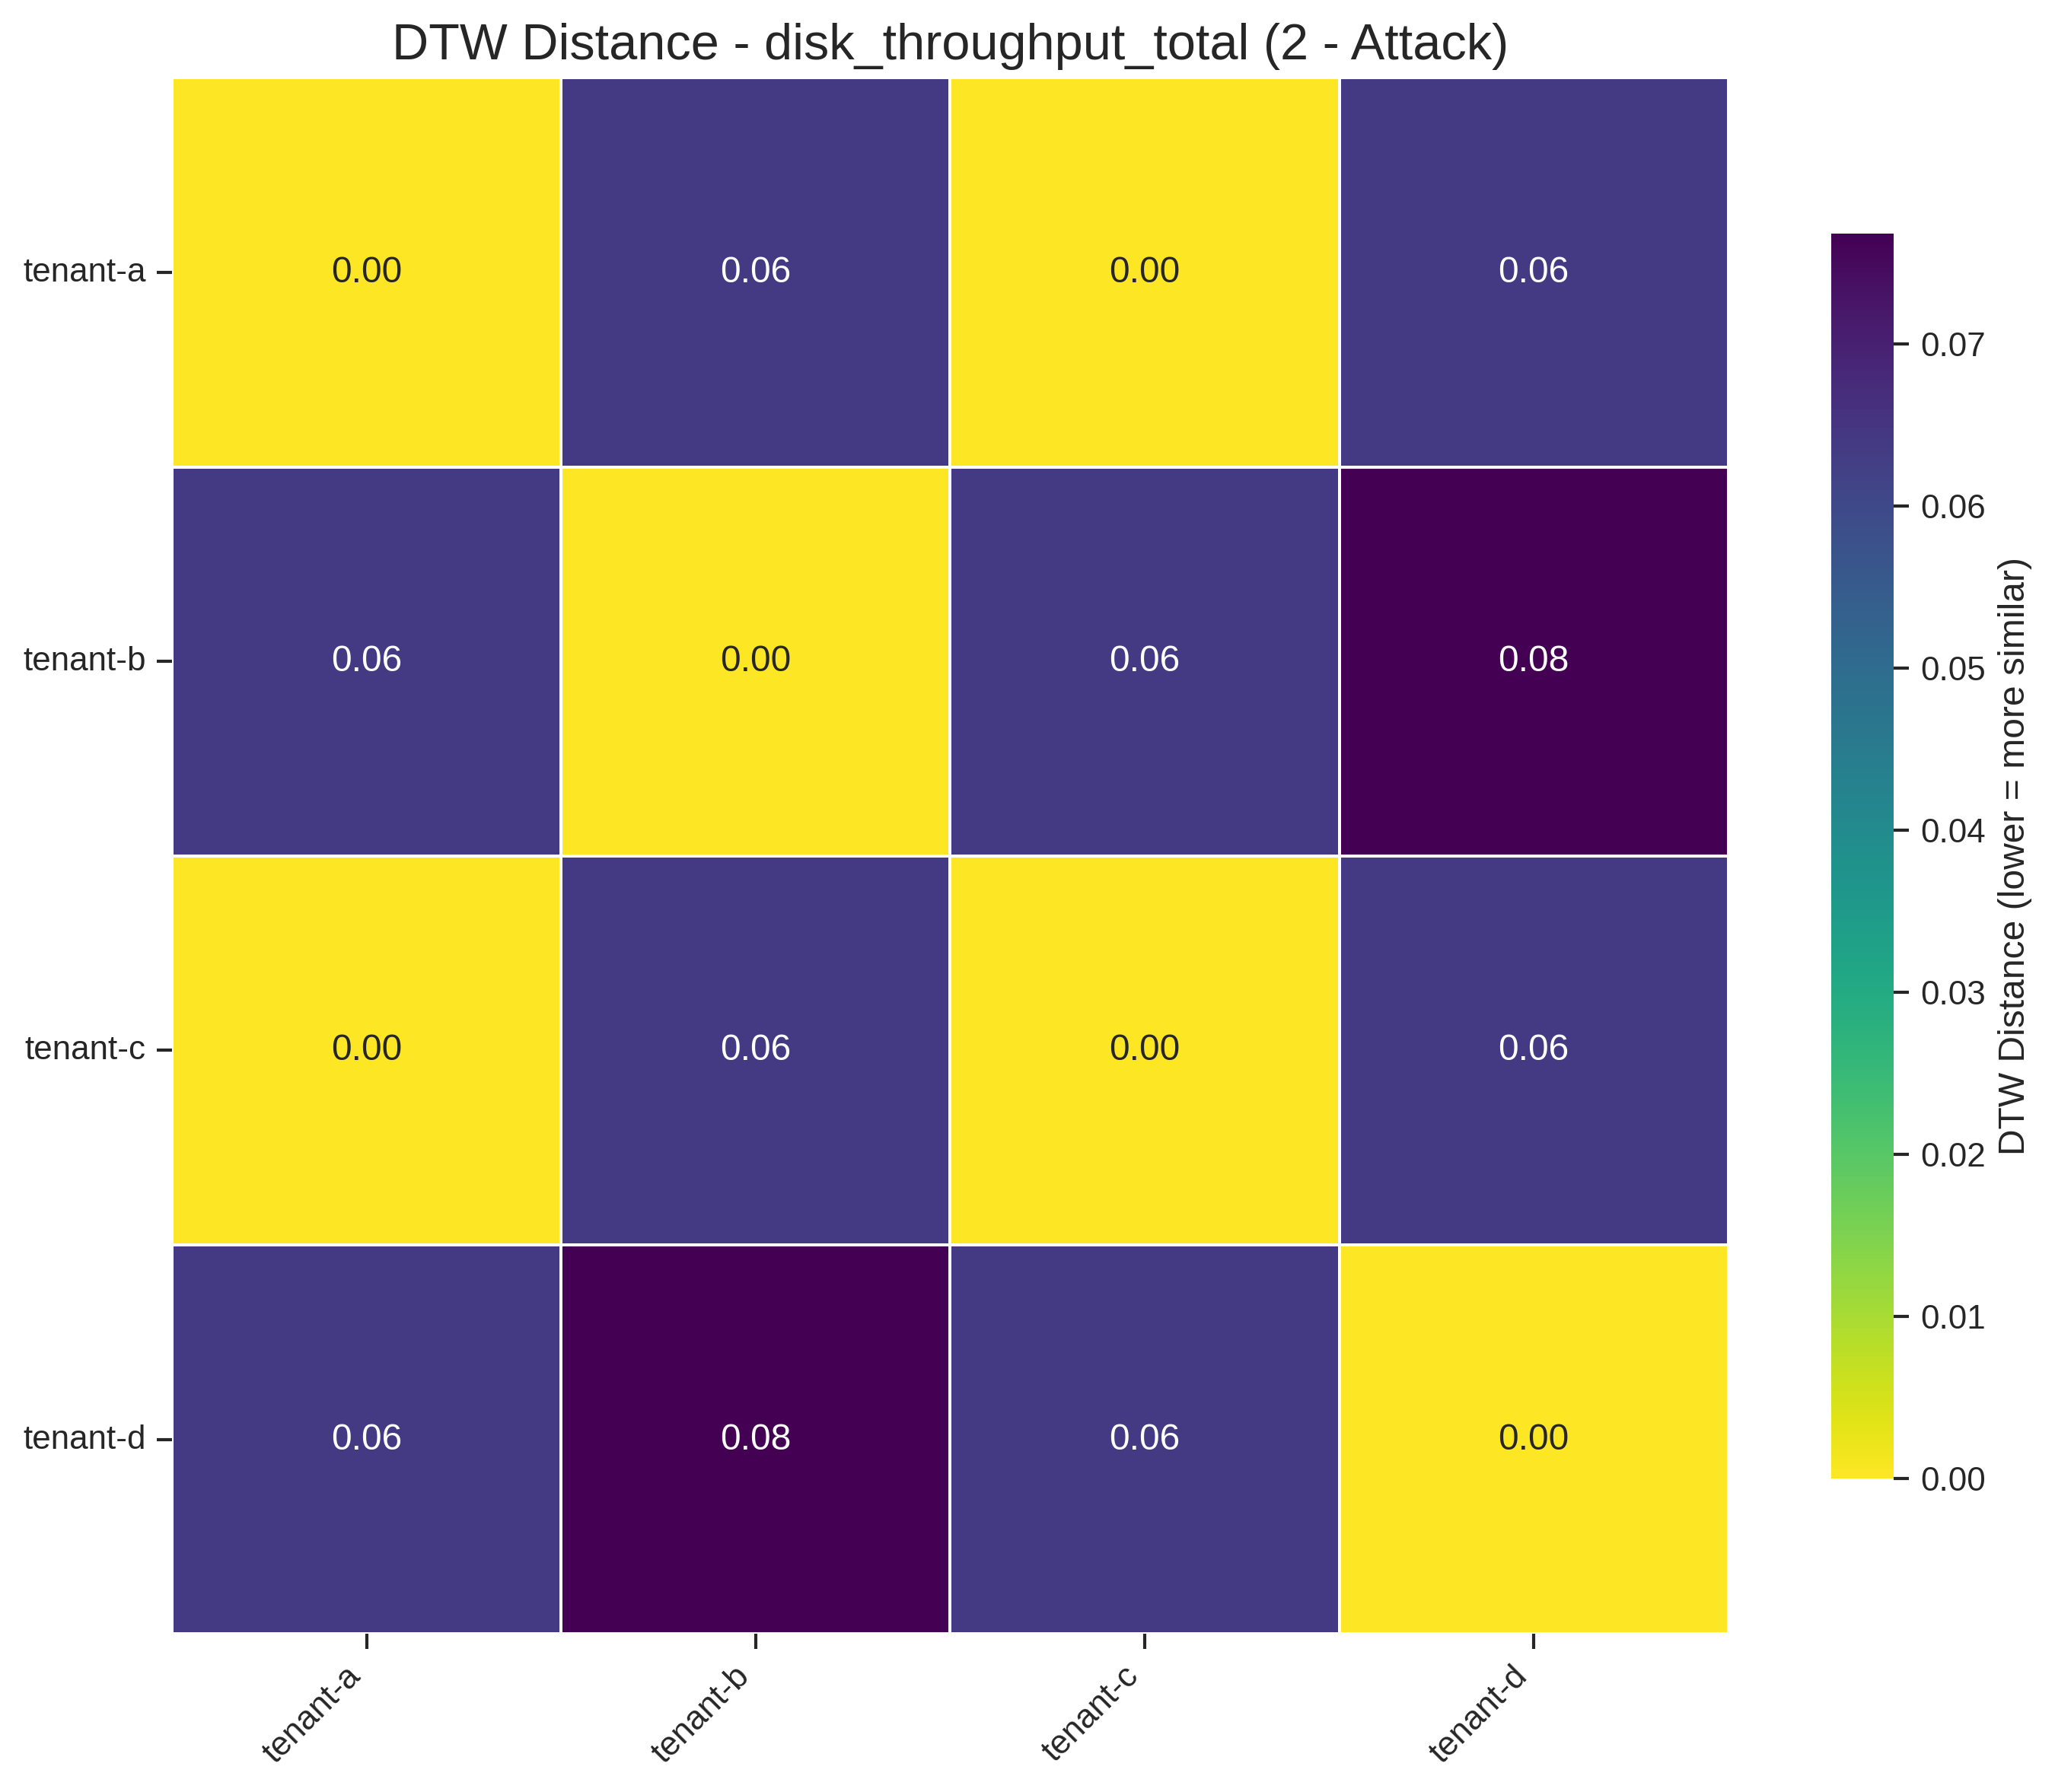 DTW Distance - disk_throughput_total (2 - Attack)
tenant-a
0.00 0.06 0.00 0.06
tenant-b
0.06 0.00 0.06 0.08
tenant-c
0.00 0.06 0.00 0.06
tenant-d
0.06 0.08 0.06 0.00
tenant-a
tenant-b
tenant-c
tenant-d
0.07
0.06
0.05
0.04
0.03
0.02
0.01
0.00
DTW Distance (lower = more similar)